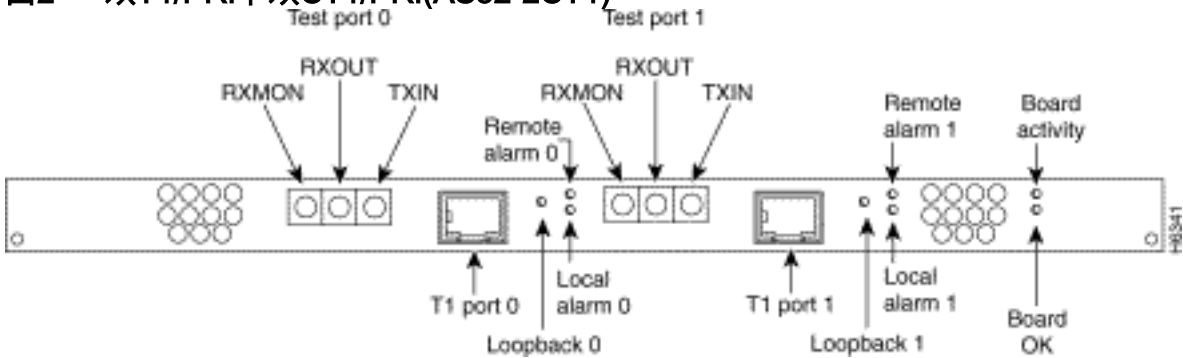 Test port 0
Test port 1
RXOUT
RXMON
TXIN
RXOUT
RXMON
TXIN
Remote
alarm 0
Remote
alarm 1
Board
activity
H6341
T1 port 0
Local
alarm 0
Loopback 0
T1 port 1
Local
alarm 1
Loopback 1
Board
OK